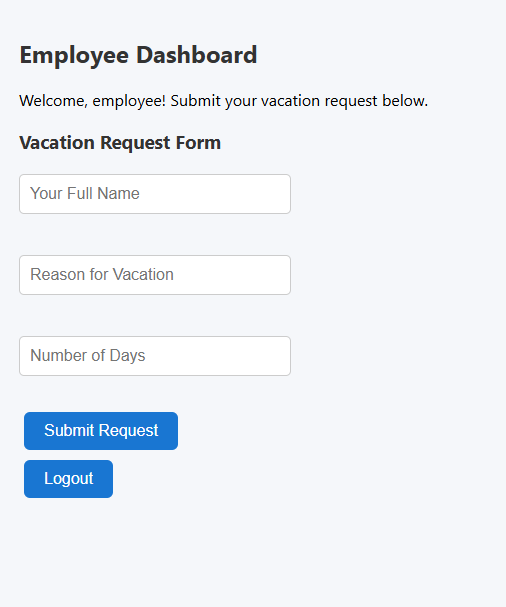 Employee Dashboard
Welcome, employee! Submit your vacation request below.
Vacation Request Form
Your Full Name
Reason for Vacation
Number of Days
Submit Request
Logout